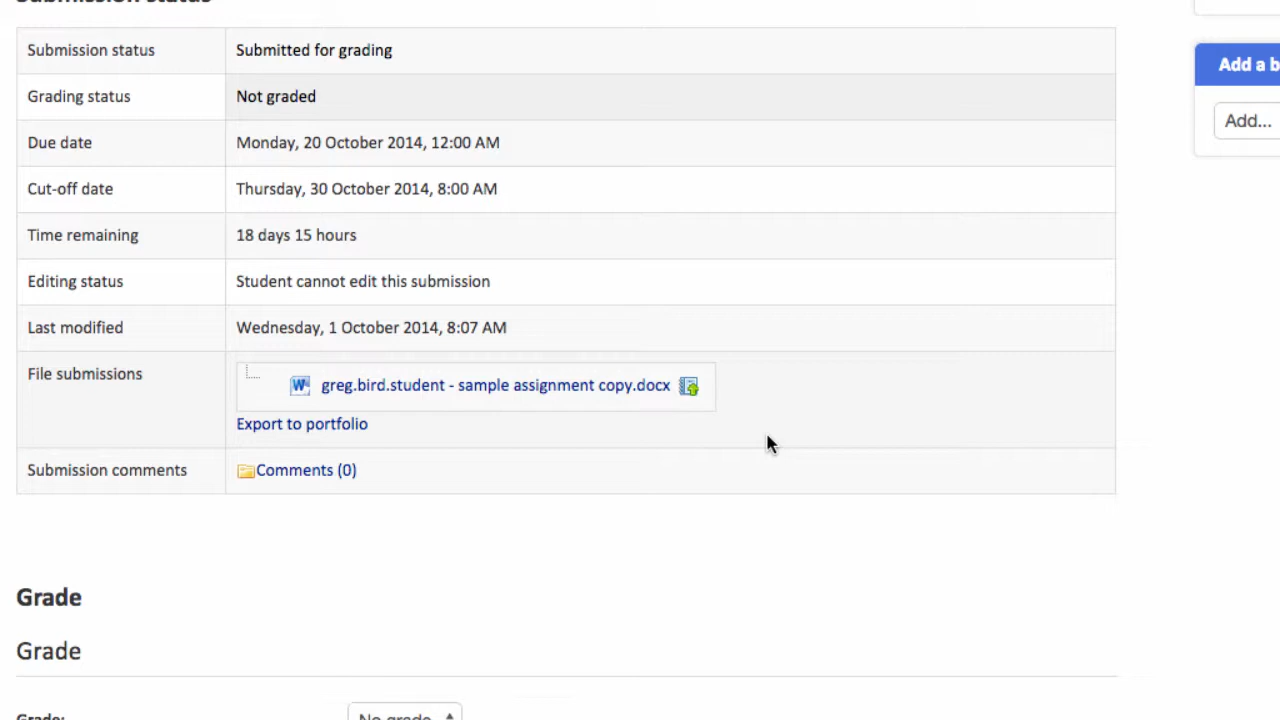 Submission status
Submission status Submitted for grading
Grading status Not graded
Due date Monday, 20 October 2014, 12:00 AM
Cut-off date Thursday, 30 October 2014, 8:00 AM
Time remaining 18 days 15 hours
Editing status Student cannot edit this submission
Last modified Wednesday, 1 October 2014, 8:07 AM
File submissions
greg.bird.student - sample assignment copy.docx
Export to portfolio
Submission comments Comments (0)
Grade
Grade
Grade: No grade
Add a b
Add...